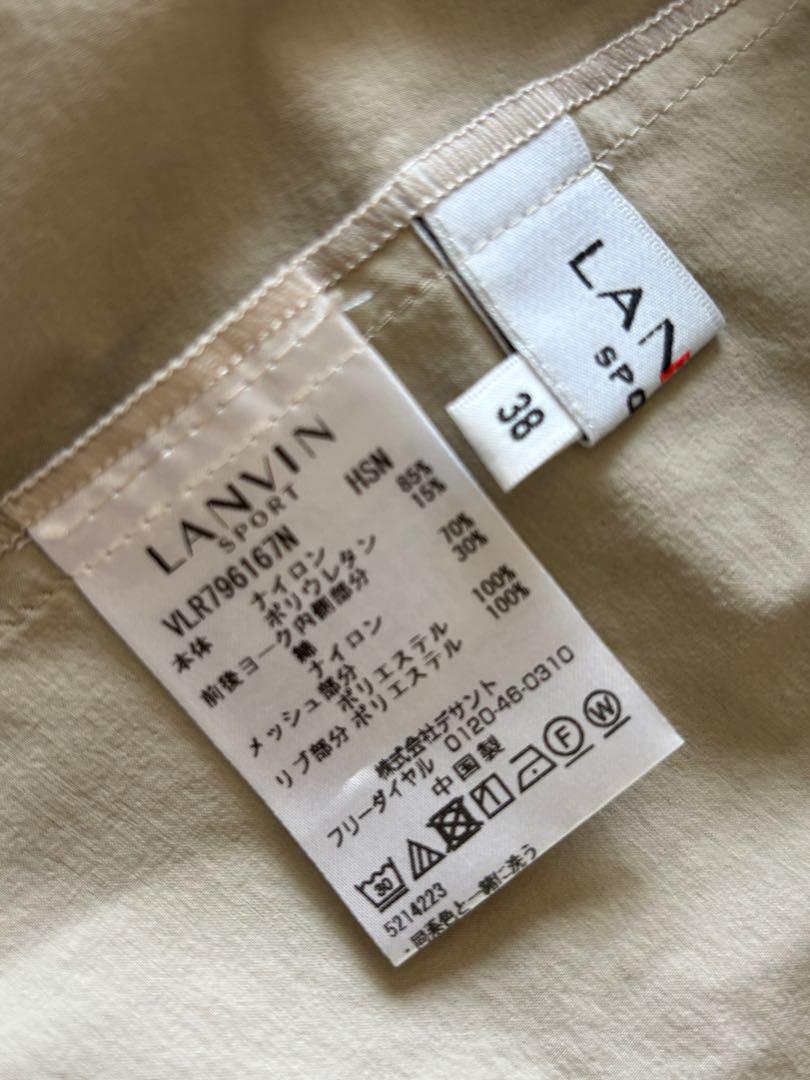 LANVIN
SPORT
VLR796167N HSN
本体 ナイロン 85%
ポリウレタン 15%
前後ヨーク内側部分
綿 70%
ナイロン 30%
メッシュ部分
ポリエステル 100%
リブ部分 ポリエステル 100%
株式会社デサント
フリーダイヤル 0120-46-0310
中国製
30 F W
5214223
・同系色と一緒に洗う
38
LAN
SPO